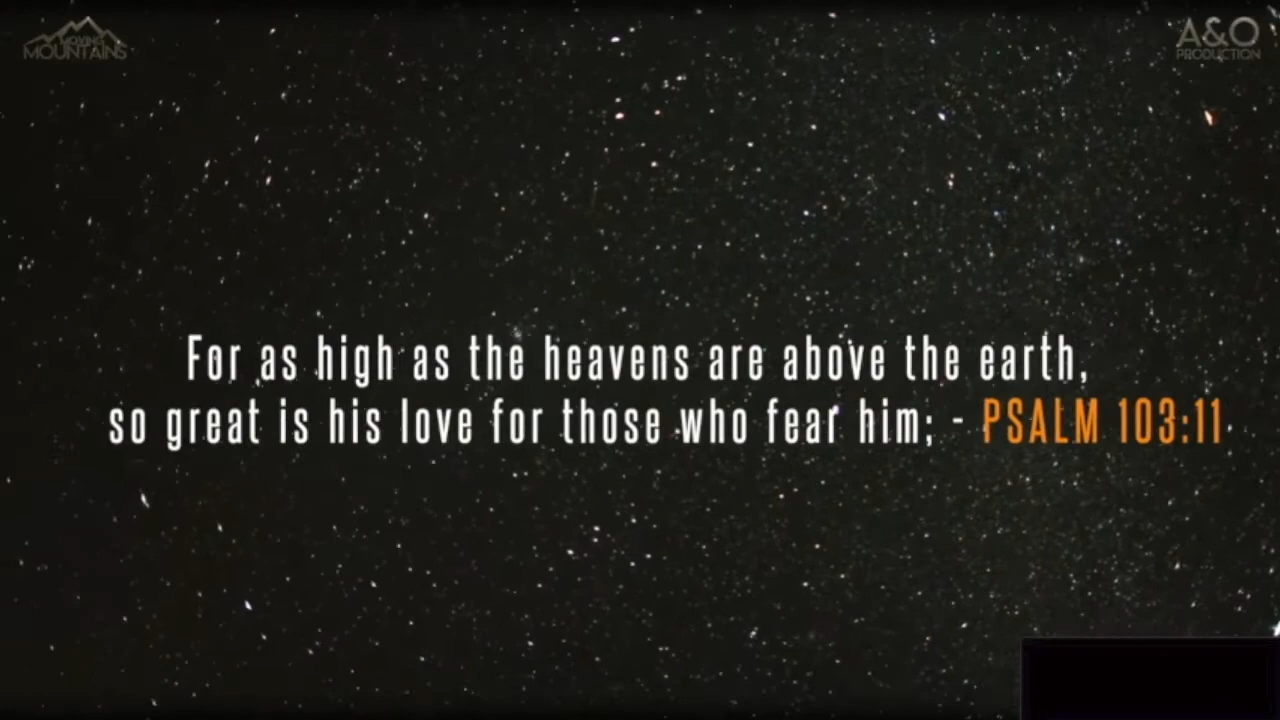 MOVING
MOUNTAINS
A&O
PRODUCTION
For as high as the heavens are above the earth,
so great is his love for those who fear him; - PSALM 103:11